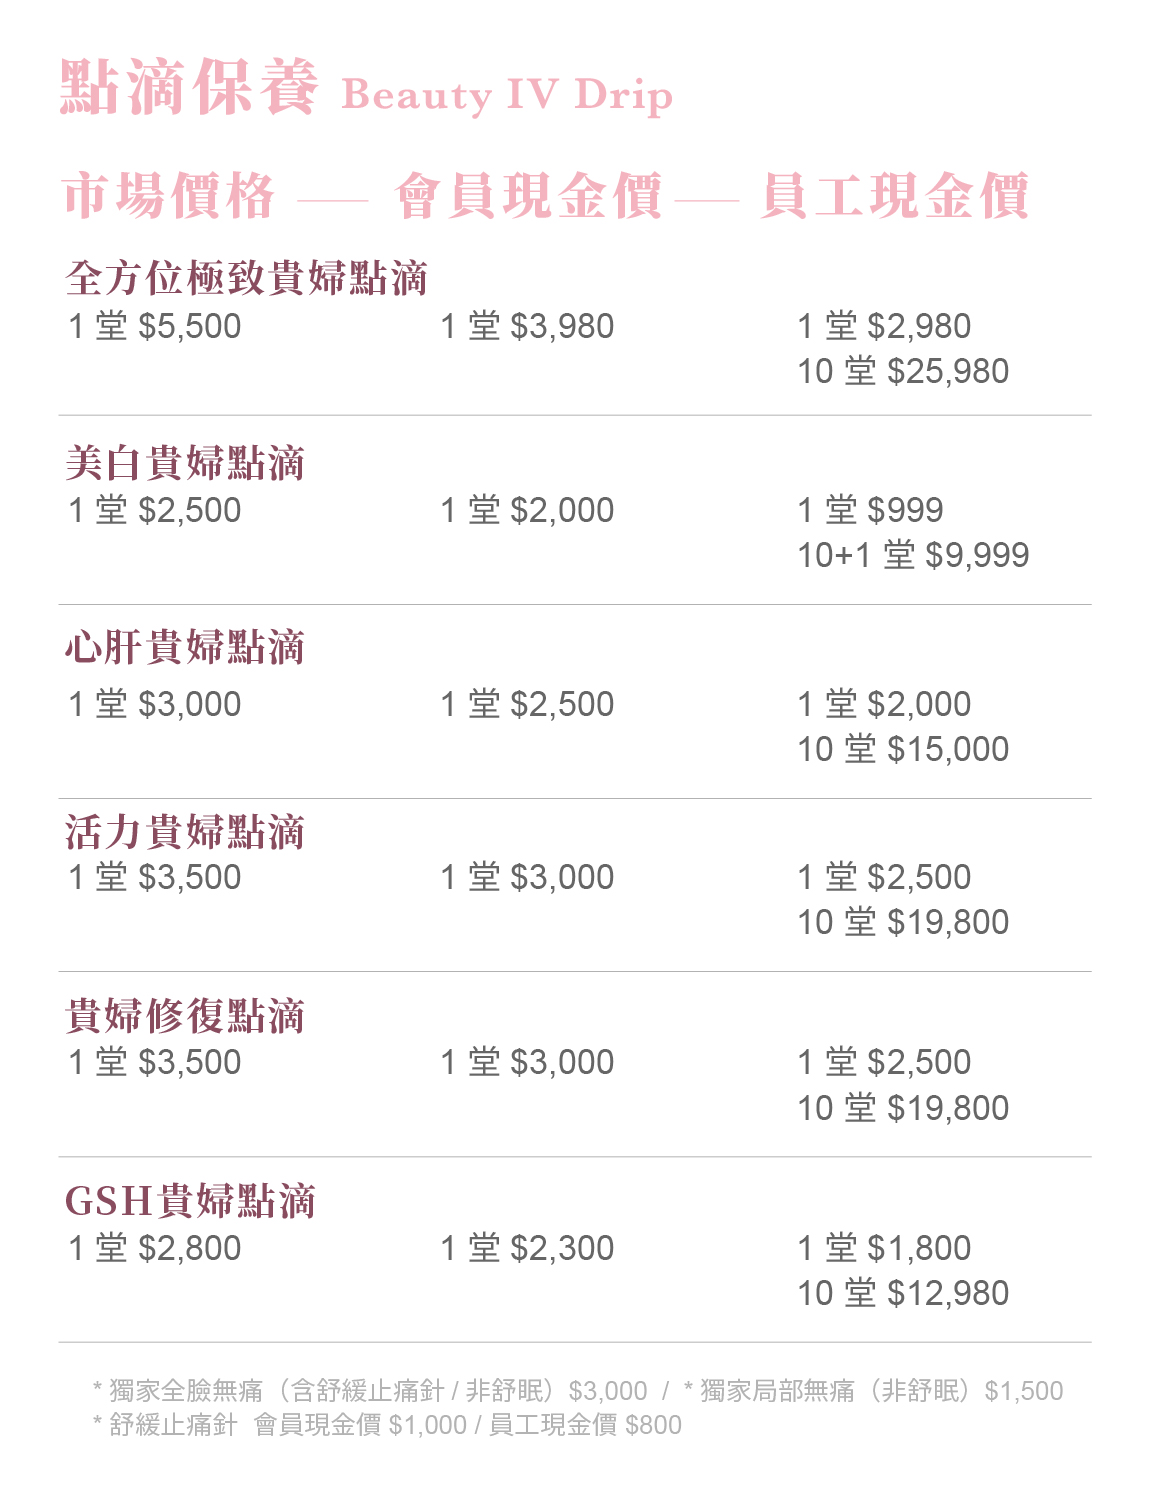 點滴保養 Beauty IV Drip
市場價格 — 會員現金價 — 員工現金價
全方位極致貴婦點滴
1 堂 $5,500 1 堂 $3,980 1 堂 $2,980
10 堂 $25,980
美白貴婦點滴
1 堂 $2,500 1 堂 $2,000 1 堂 $999
10+1 堂 $9,999
心肝貴婦點滴
1 堂 $3,000 1 堂 $2,500 1 堂 $2,000
10 堂 $15,000
活力貴婦點滴
1 堂 $3,500 1 堂 $3,000 1 堂 $2,500
10 堂 $19,800
貴婦修復點滴
1 堂 $3,500 1 堂 $3,000 1 堂 $2,500
10 堂 $19,800
GSH貴婦點滴
1 堂 $2,800 1 堂 $2,300 1 堂 $1,800
10 堂 $12,980
* 獨家全臉無痛（含舒緩止痛針 / 非舒眠）$3,000 / * 獨家局部無痛（非舒眠）$1,500
* 舒緩止痛針 會員現金價 $1,000 / 員工現金價 $800